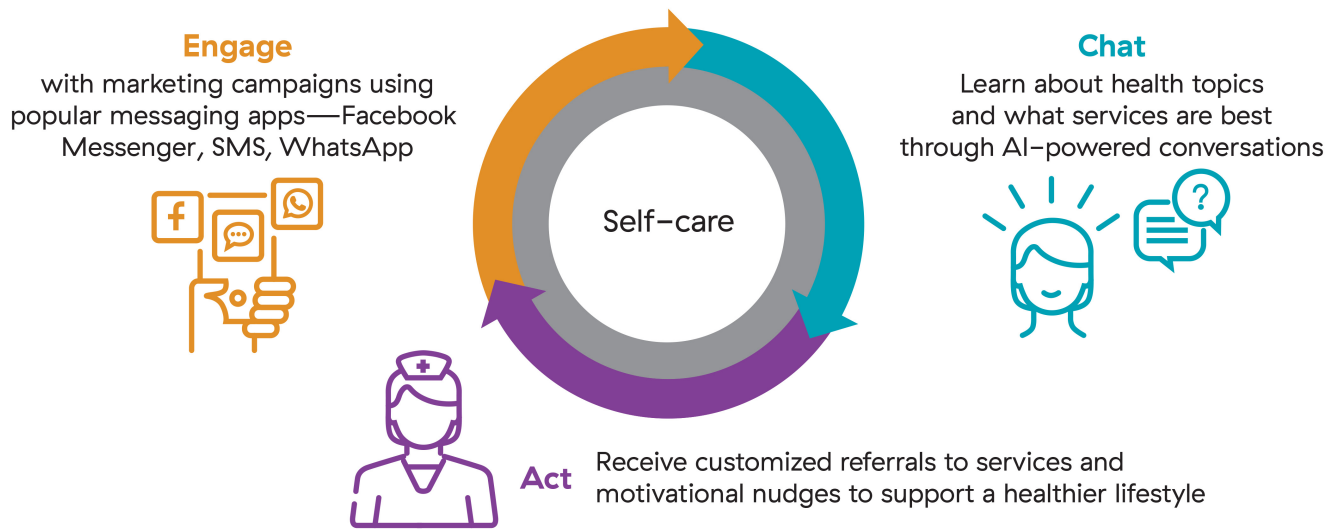 Engage
with marketing campaigns using
popular messaging apps—Facebook
Messenger, SMS, WhatsApp
f
Self-care
Chat
Learn about health topics
and what services are best
through AI-powered conversations
?
Act
Receive customized referrals to services and
motivational nudges to support a healthier lifestyle